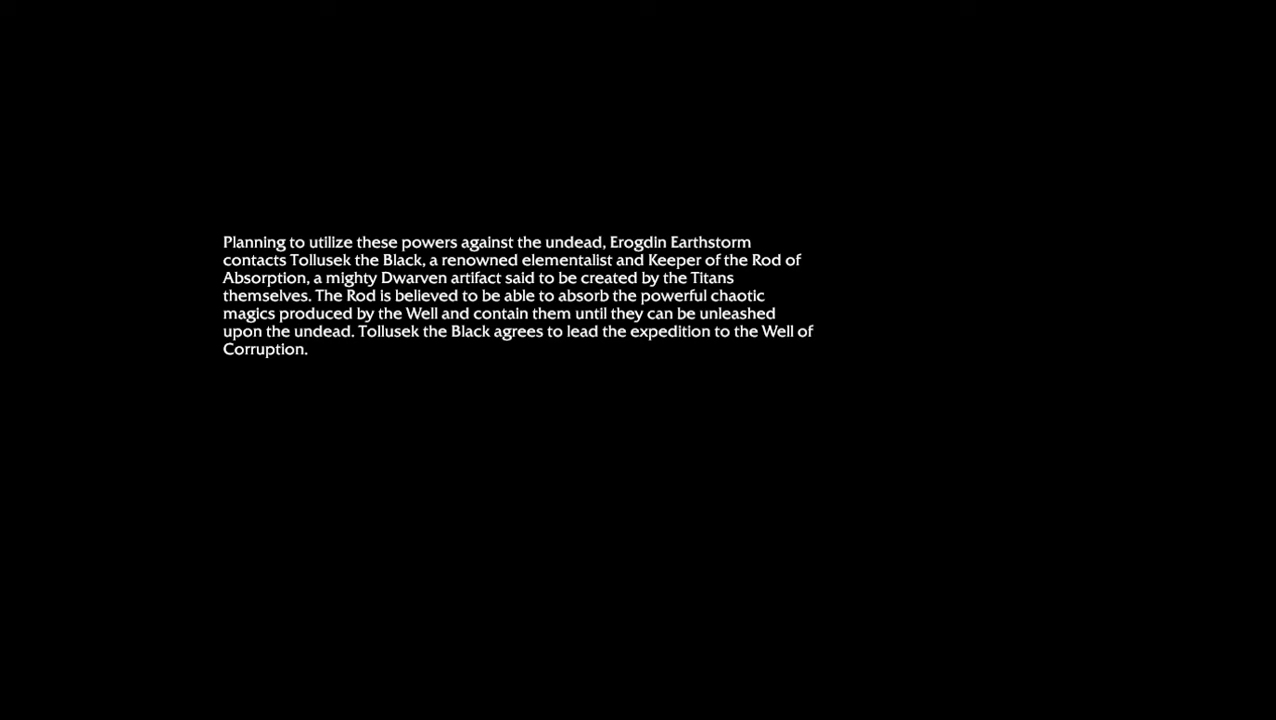 Planning to utilize these powers against the undead, Erogdin Earthstorm
contacts Tollusek the Black, a renowned elementalist and Keeper of the Rod of
Absorption, a mighty Dwarven artifact said to be created by the Titans
themselves. The Rod is believed to be able to absorb the powerful chaotic
magics produced by the Well and contain them until they can be unleashed
upon the undead. Tollusek the Black agrees to lead the expedition to the Well of
Corruption.